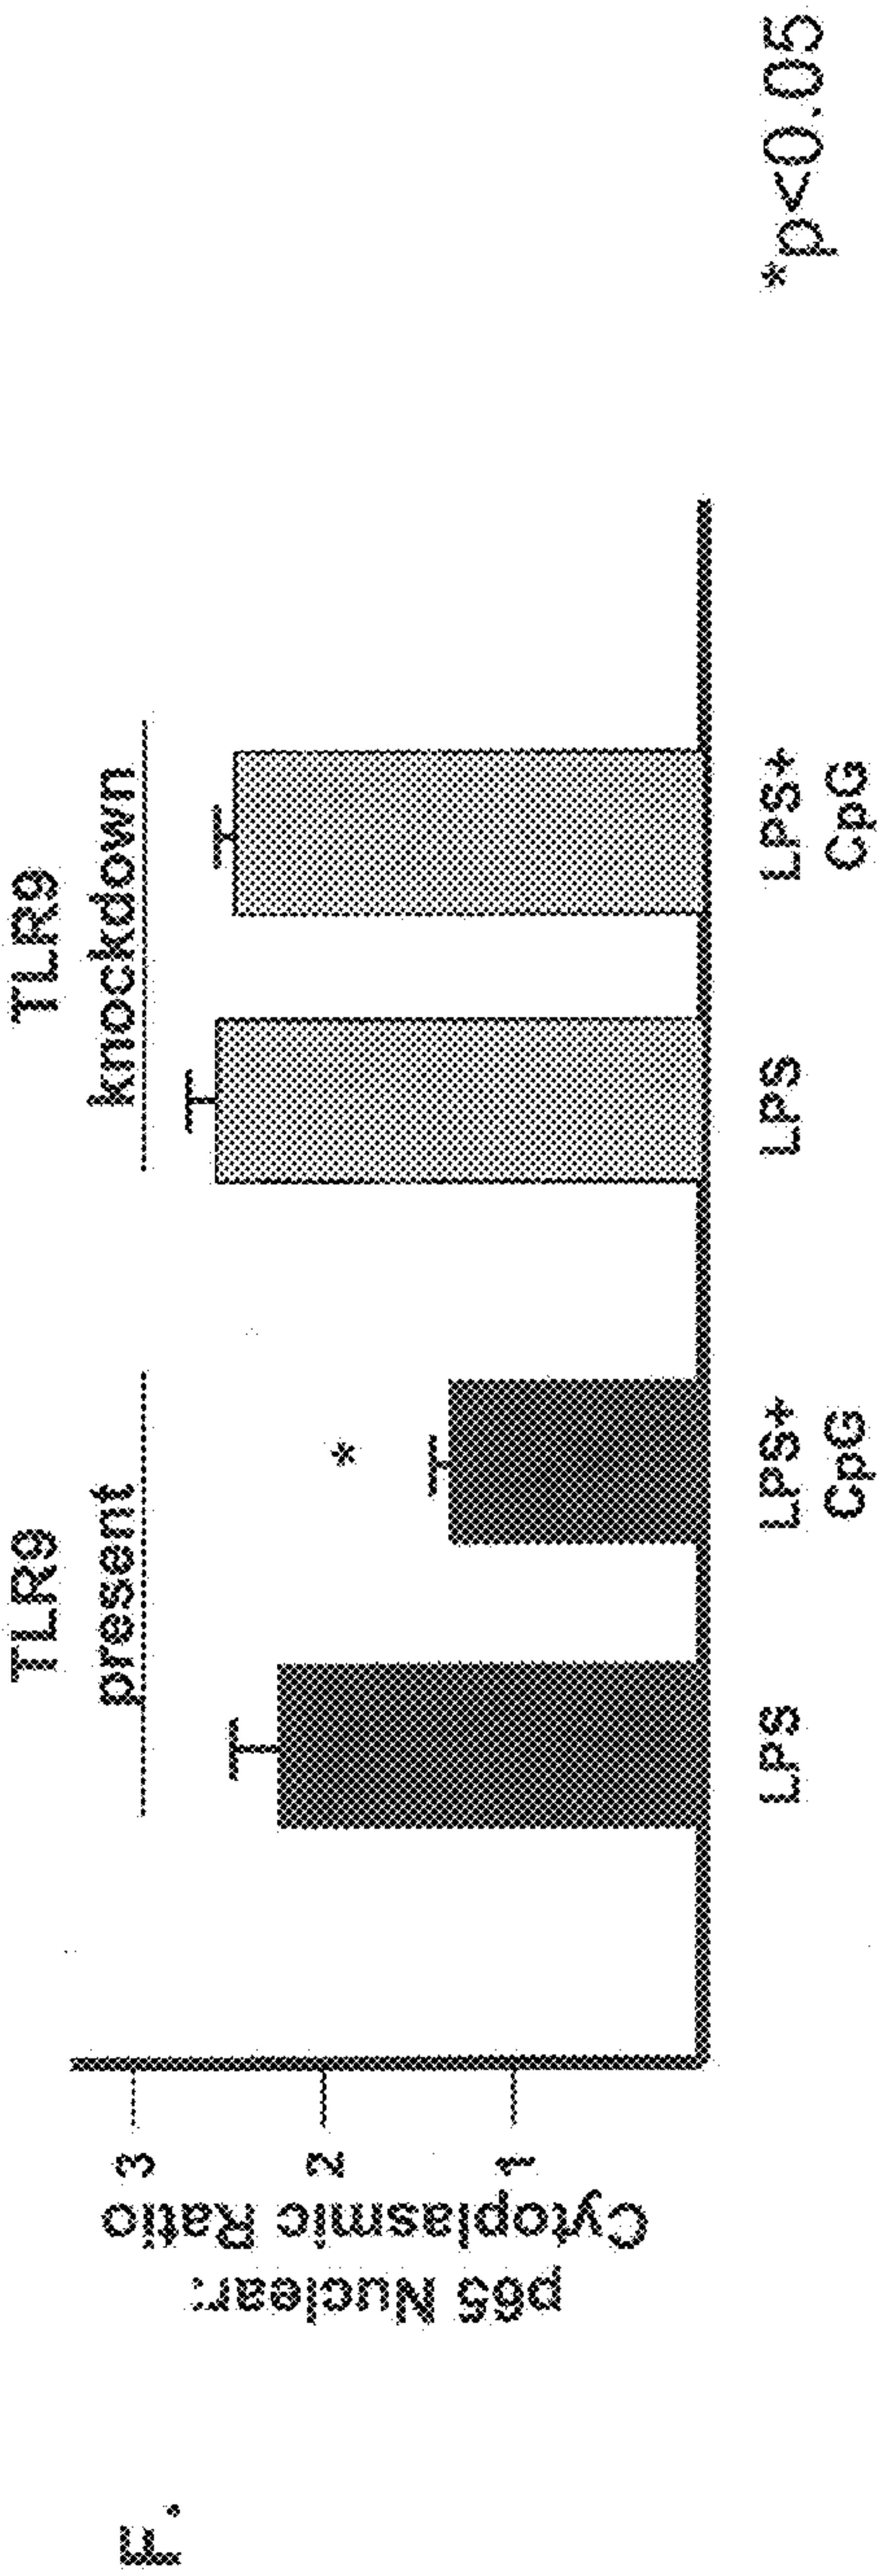 F.
p65 Nuclear:
Cytoplasmic Ratio
3
2
1
TLR9
present
TLR9
knockdown
*
LPS
LPS+
CpG
LPS
LPS+
CpG
*p<0.05